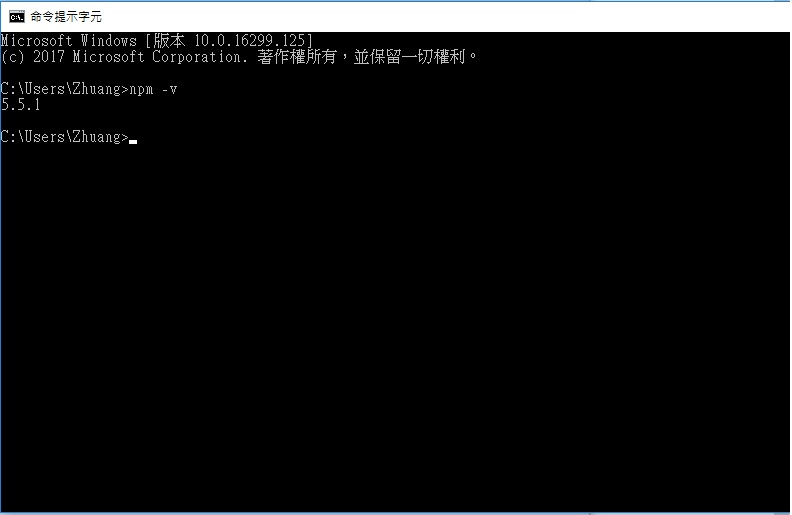 命令提示字元
Microsoft Windows [版本 10.0.16299.125]
(c) 2017 Microsoft Corporation. 著作權所有，並保留一切權利。
C:\Users\Zhuang>npm -v
5.5.1
C:\Users\Zhuang>